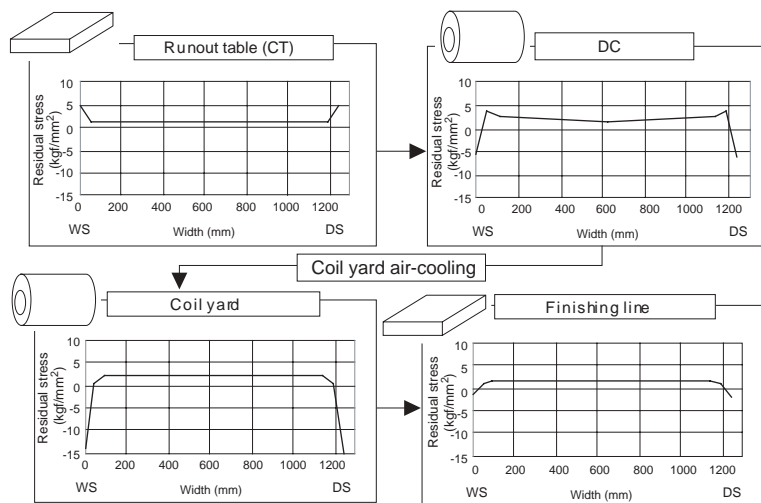 Runout table (CT)
10
5
0
-5
-10
-15
Residual stress
(kgf/mm²)
0 200 400 600 800 1000 1200
WS Width (mm) DS
DC
10
5
0
-5
-10
-15
Residual stress
(kgf/mm²)
0 200 400 600 800 1000 1200
WS Width (mm) DS
Coil yard air-cooling
Coil yard
10
5
0
-5
-10
-15
Residual stress
(kgf/mm²)
0 200 400 600 800 1000 1200
WS Width (mm) DS
Finishing line
10
5
0
-5
-10
-15
Residual stress
(kgf/mm²)
0 200 400 600 800 1000 1200
WS Width (mm) DS